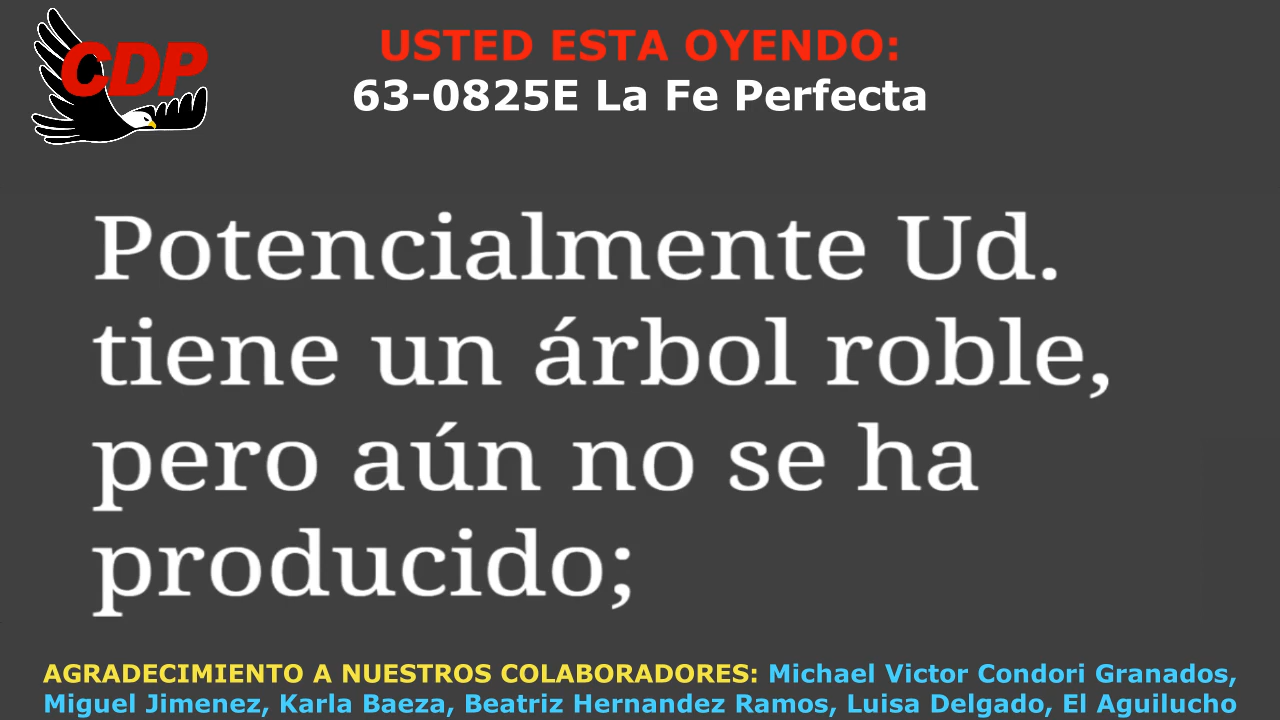 CDP
USTED ESTA OYENDO:
63-0825E La Fe Perfecta
Potencialmente Ud.
tiene un árbol roble,
pero aún no se ha
producido;
AGRADECIMIENTO A NUESTROS COLABORADORES: Michael Victor Condori Granados,
Miguel Jimenez, Karla Baeza, Beatriz Hernandez Ramos, Luisa Delgado, El Aguilucho